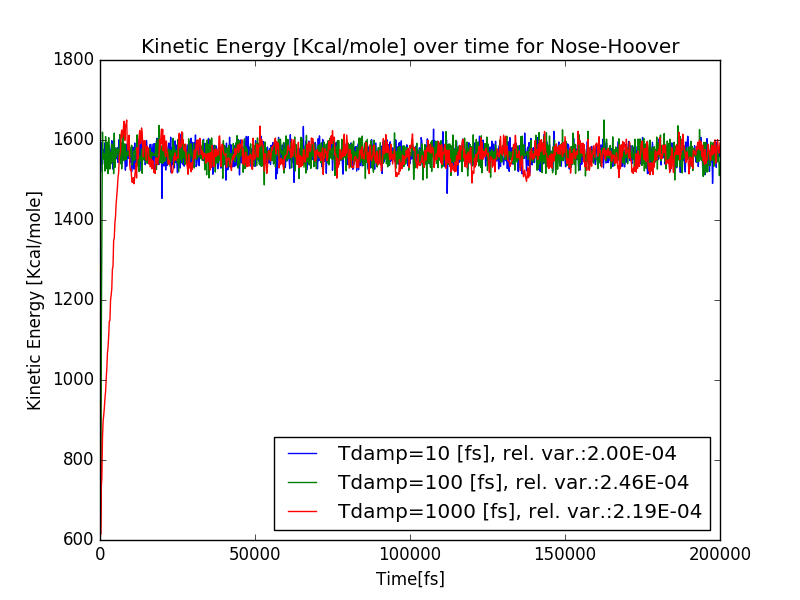 Kinetic Energy [Kcal/mole] over time for Nose-Hoover
1800
1600
1400
1200
1000
800
600
Kinetic Energy [Kcal/mole]
Tdamp=10 [fs], rel. var.:2.00E-04
Tdamp=100 [fs], rel. var.:2.46E-04
Tdamp=1000 [fs], rel. var.:2.19E-04
0 50000 100000 150000 200000
Time[fs]